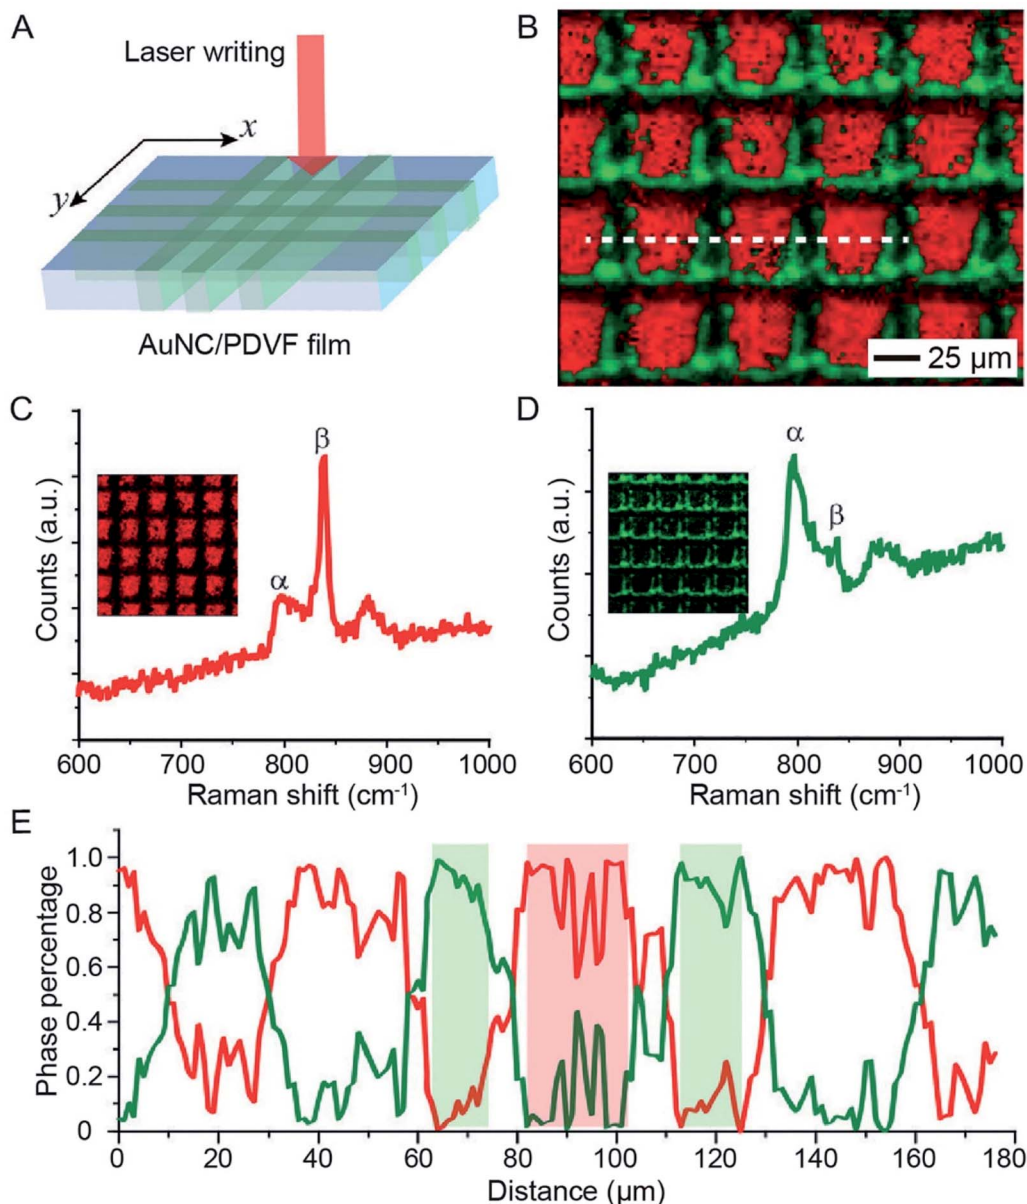 A
Laser writing
x
y
AuNC/PDVF film
B
25 µm
C
β
α
Counts (a.u.)
600 700 800 900 1000
Raman shift (cm⁻¹)
D
α
β
Counts (a.u.)
600 700 800 900 1000
Raman shift (cm⁻¹)
E
Phase percentage
1.0
0.8
0.6
0.4
0.2
0
0 20 40 60 80 100 120 140 160 180
Distance (µm)